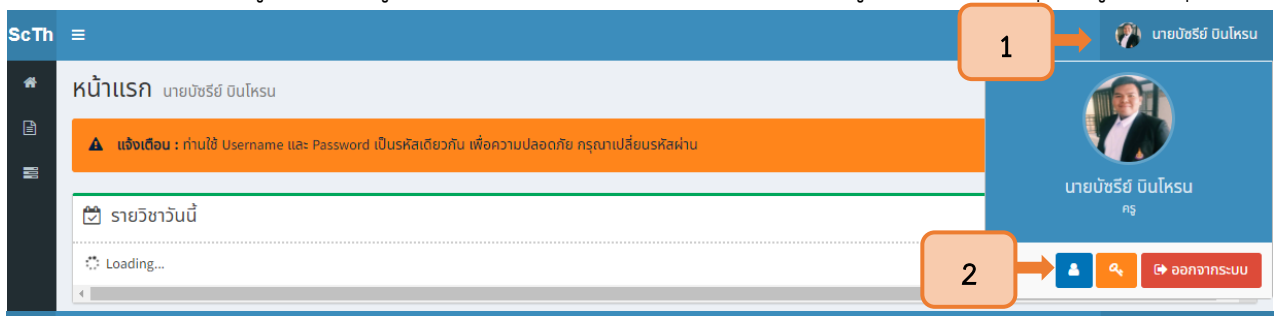 ScTh
1
นายบัซรีย์ บินโหรน
หน้าแรก นายบัซรีย์ บินโหรน
แจ้งเตือน : ท่านใช้ Username และ Password เป็นรหัสเดียวกัน เพื่อความปลอดภัย กรุณาเปลี่ยนรหัสผ่าน
นายบัซรีย์ บินโหรน
ครู
รายวิชาวันนี้
Loading...
2
ออกจากระบบ